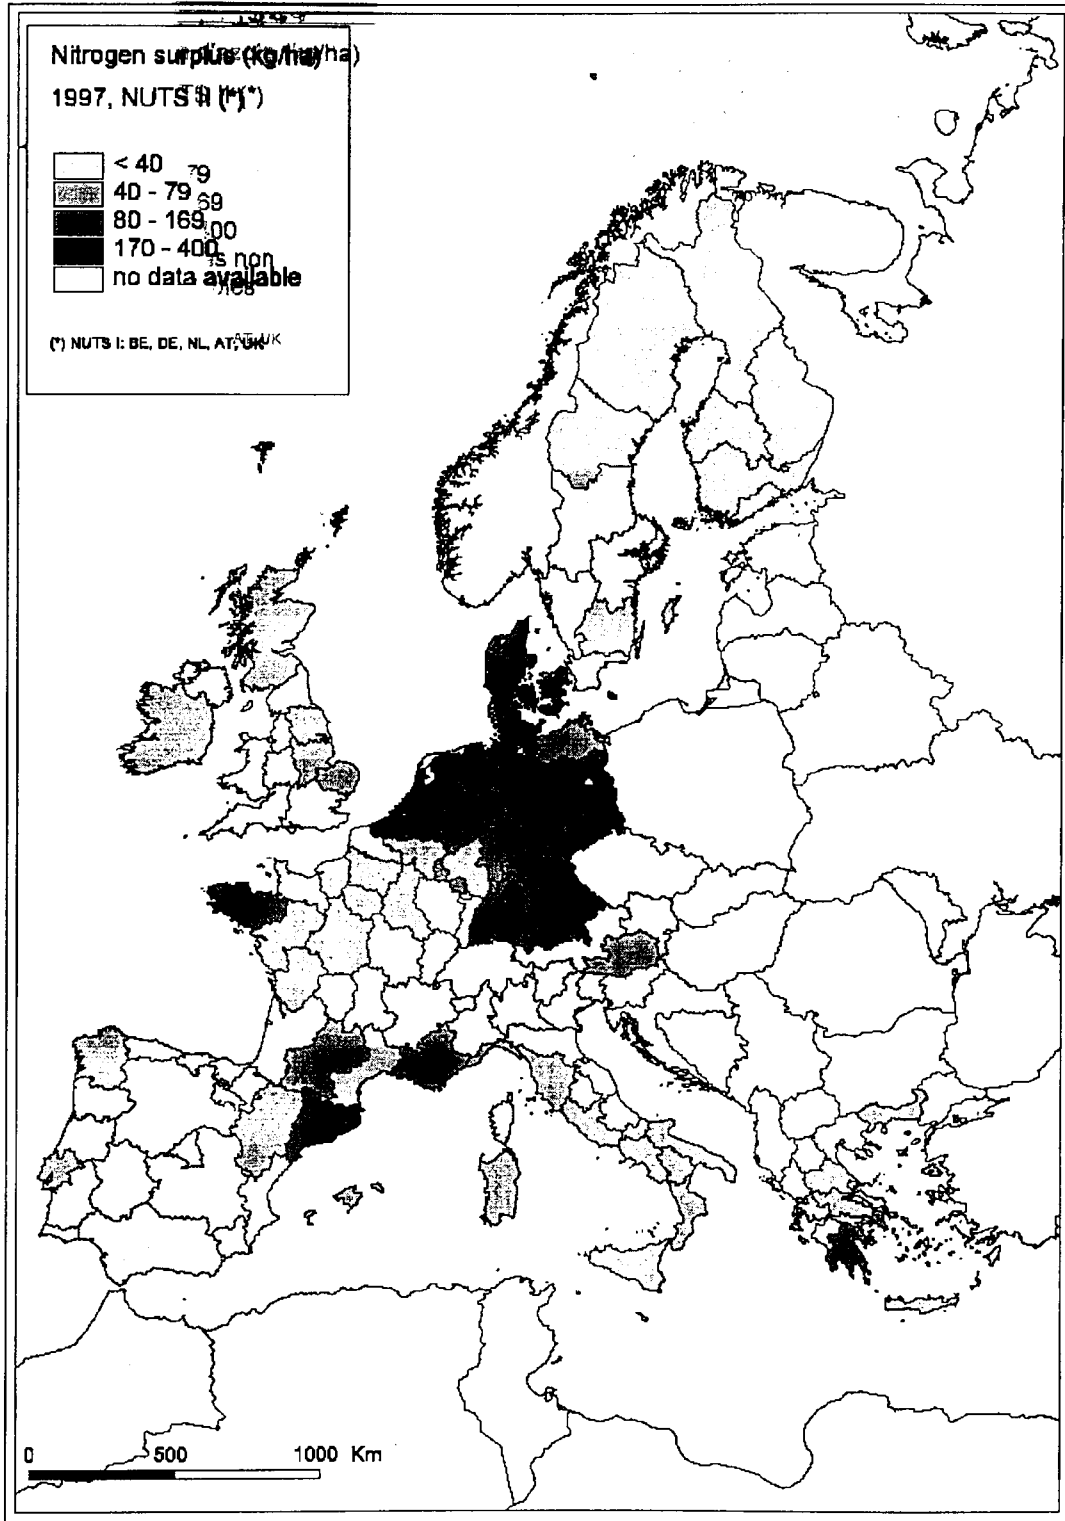 Nitrogen surplus (kg/ha)
1997, NUTS II (*)
< 40
40 - 79
80 - 169
170 - 400
no data available
(*) NUTS I: BE, DE, NL, AT, UK
0 500 1000 Km